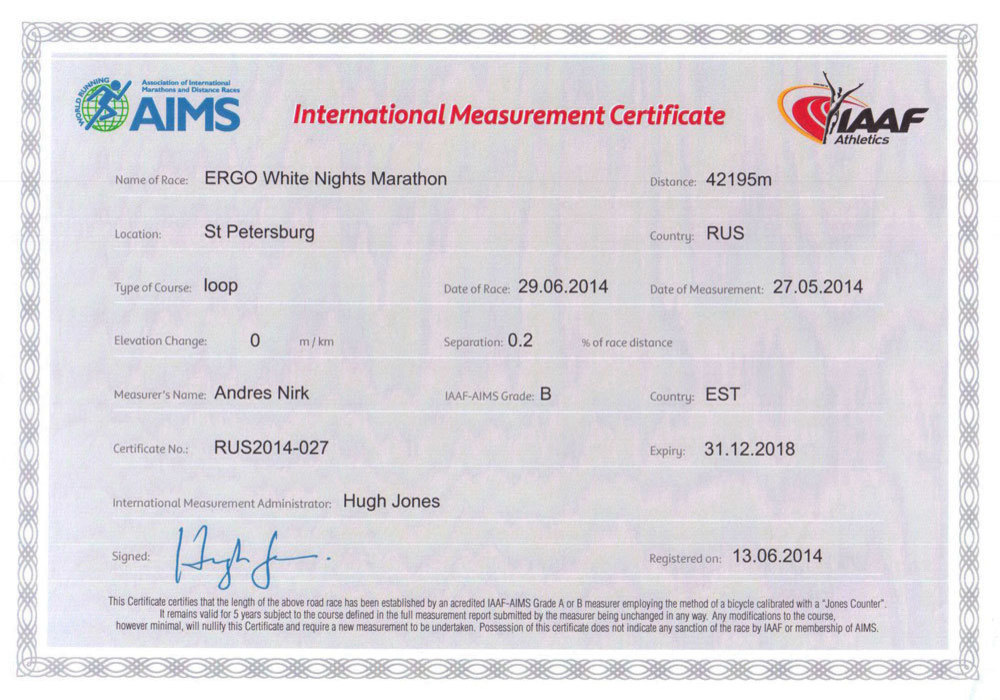 WORLD RUNNING
Association of International
Marathons and Distance Races
AIMS
International Measurement Certificate
IAAF
Athletics
Name of Race: ERGO White Nights Marathon Distance: 42195m
Location: St Petersburg Country: RUS
Type of Course: loop Date of Race: 29.06.2014 Date of Measurement: 27.05.2014
Elevation Change: 0 m / km Separation: 0.2 % of race distance
Measurer's Name: Andres Nirk IAAF-AIMS Grade: B Country: EST
Certificate No.: RUS2014-027 Expiry: 31.12.2018
International Measurement Administrator: Hugh Jones
Signed: Registered on: 13.06.2014
This Certificate certifies that the length of the above road race has been established by an acredited IAAF-AIMS Grade A or B measurer employing the method of a bicycle calibrated with a "Jones Counter".
It remains valid for 5 years subject to the course defined in the full measurement report submitted by the measurer being unchanged in any way. Any modifications to the course,
however minimal, will nullify this Certificate and require a new measurement to be undertaken. Possession of this certificate does not indicate any sanction of the race by IAAF or membership of AIMS.